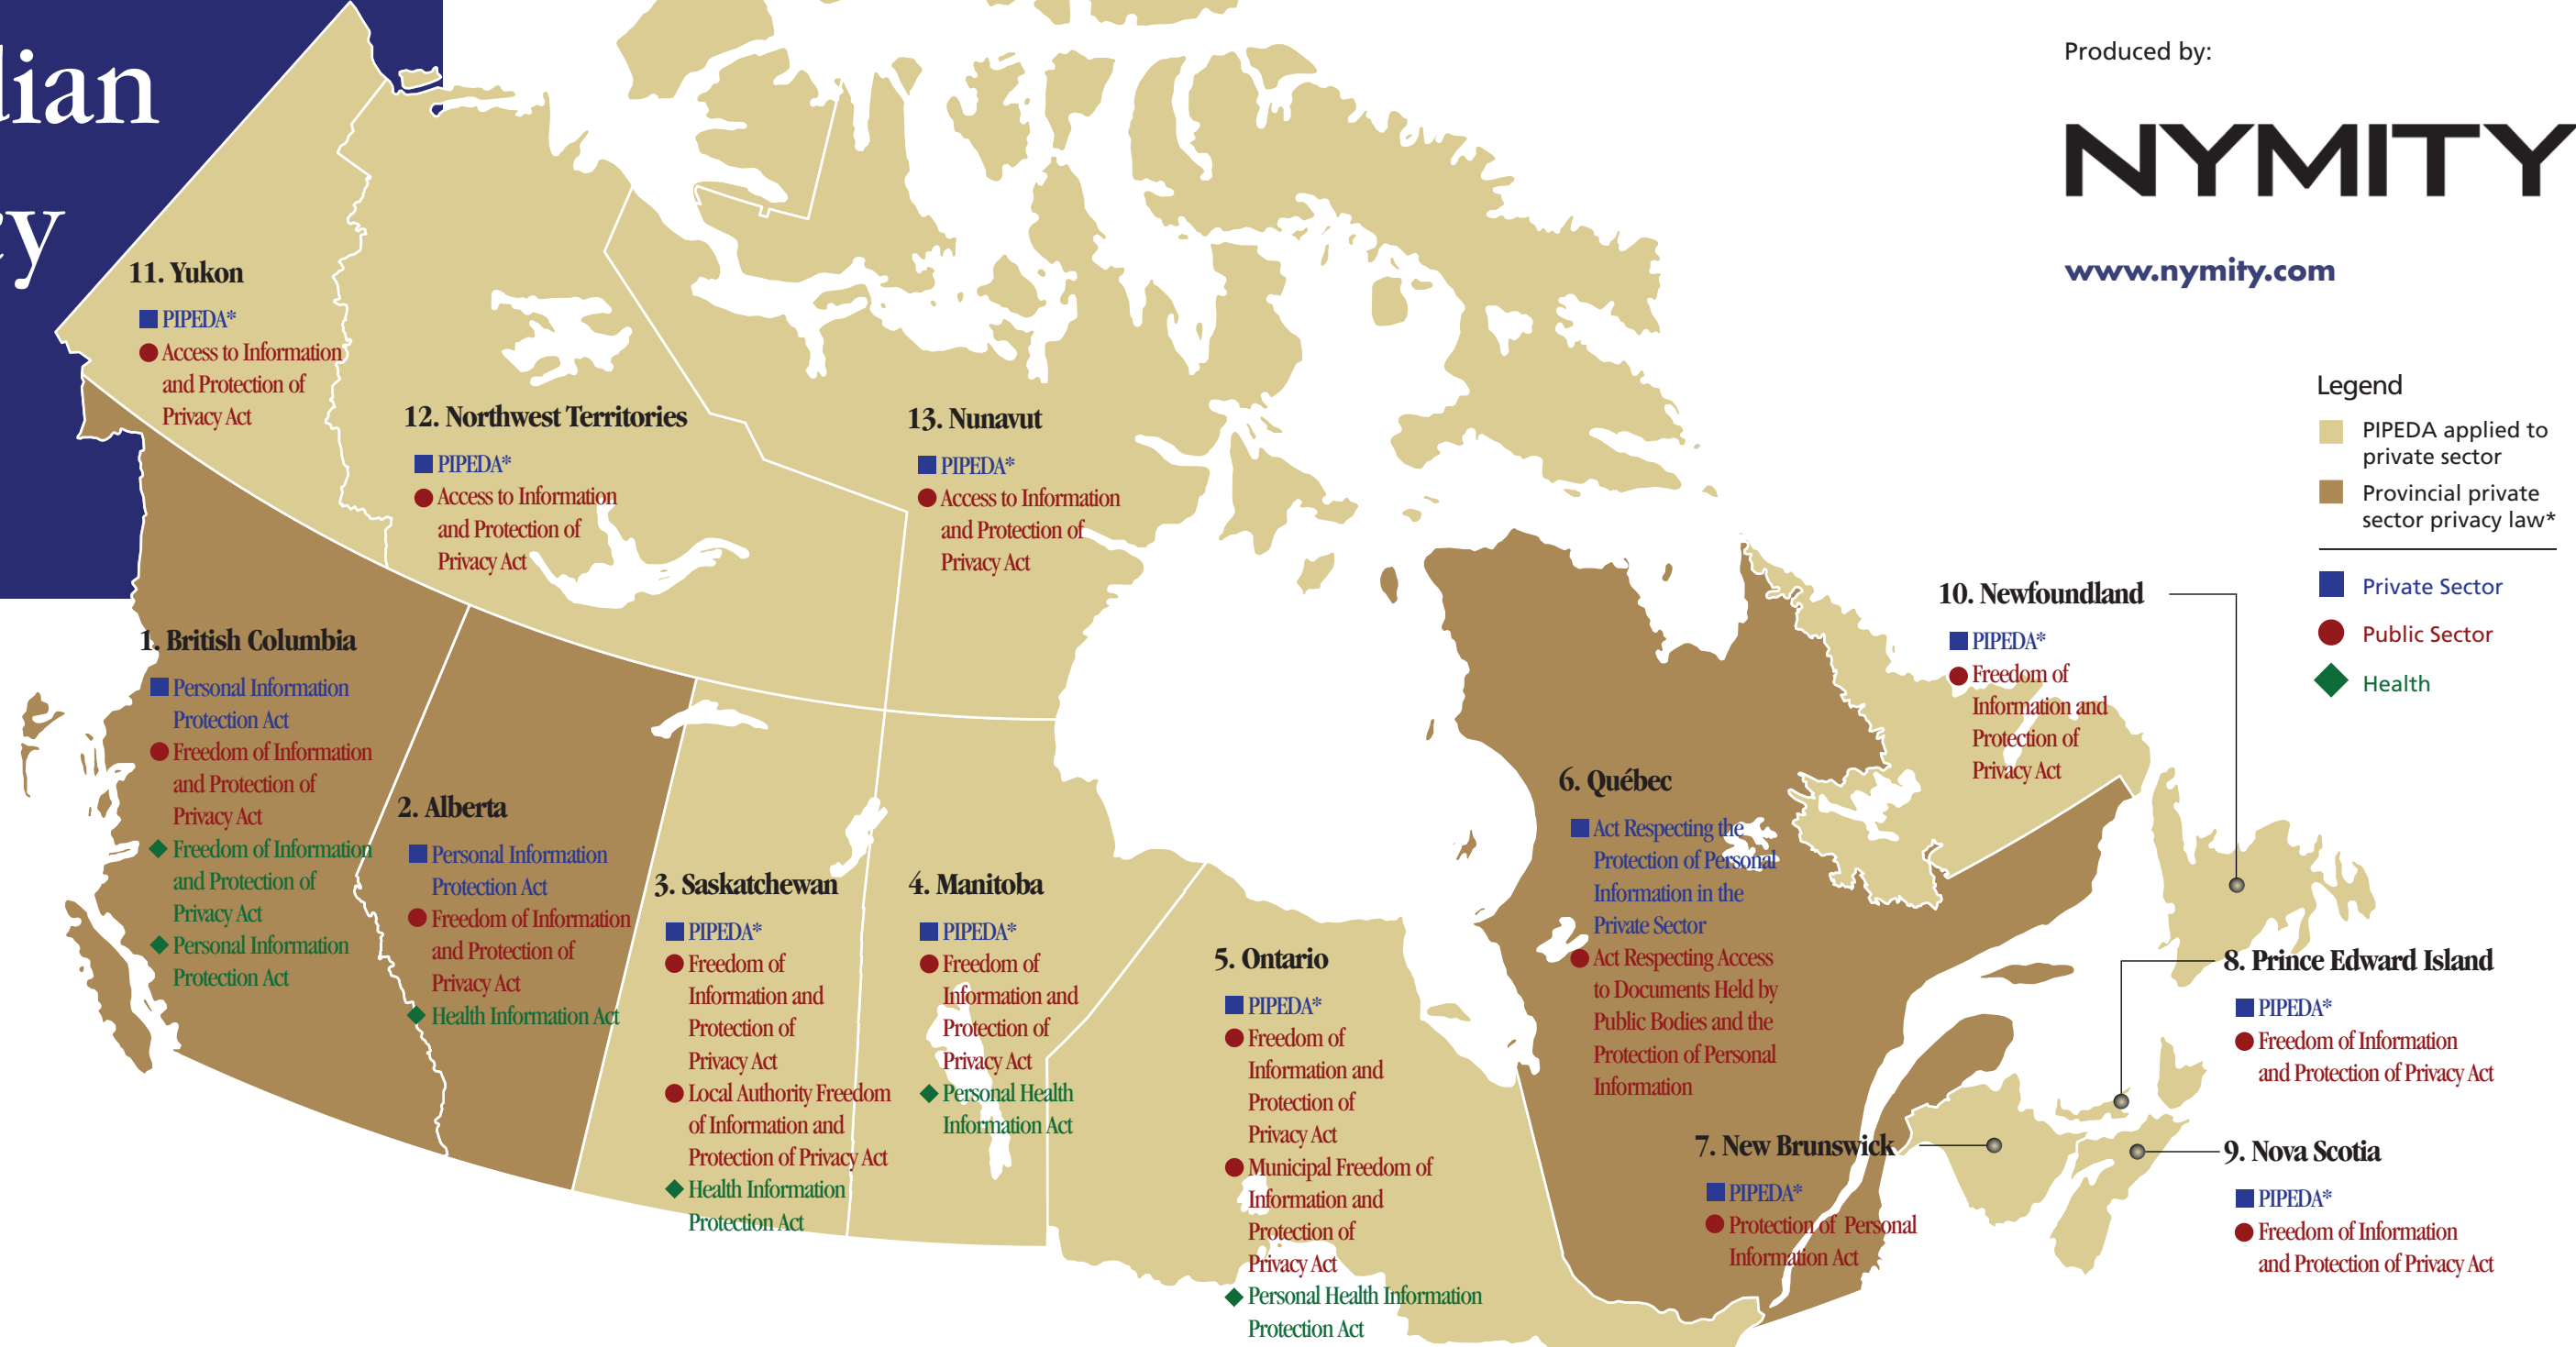 dian
ty
Produced by:
NYMITY
www.nymity.com
Legend
PIPEDA applied to
private sector
Provincial private
sector privacy law*
Private Sector
Public Sector
Health
11. Yukon
PIPEDA*
Access to Information
and Protection of
Privacy Act
12. Northwest Territories
PIPEDA*
Access to Information
and Protection of
Privacy Act
13. Nunavut
PIPEDA*
Access to Information
and Protection of
Privacy Act
1. British Columbia
Personal Information
Protection Act
Freedom of Information
and Protection of
Privacy Act
Freedom of Information
and Protection of
Privacy Act
Personal Information
Protection Act
2. Alberta
Personal Information
Protection Act
Freedom of Information
and Protection of
Privacy Act
Health Information Act
3. Saskatchewan
PIPEDA*
Freedom of
Information and
Protection of
Privacy Act
Local Authority Freedom
of Information and
Protection of Privacy Act
Health Information
Protection Act
4. Manitoba
PIPEDA*
Freedom of
Information and
Protection of
Privacy Act
Personal Health
Information Act
5. Ontario
PIPEDA*
Freedom of
Information and
Protection of
Privacy Act
Municipal Freedom of
Information and
Protection of
Privacy Act
Personal Health Information
Protection Act
6. Québec
Act Respecting the
Protection of Personal
Information in the
Private Sector
Act Respecting Access
to Documents Held by
Public Bodies and the
Protection of Personal
Information
7. New Brunswick
PIPEDA*
Protection of Personal
Information Act
10. Newfoundland
PIPEDA*
Freedom of
Information and
Protection of
Privacy Act
8. Prince Edward Island
PIPEDA*
Freedom of Information
and Protection of Privacy Act
9. Nova Scotia
PIPEDA*
Freedom of Information
and Protection of Privacy Act